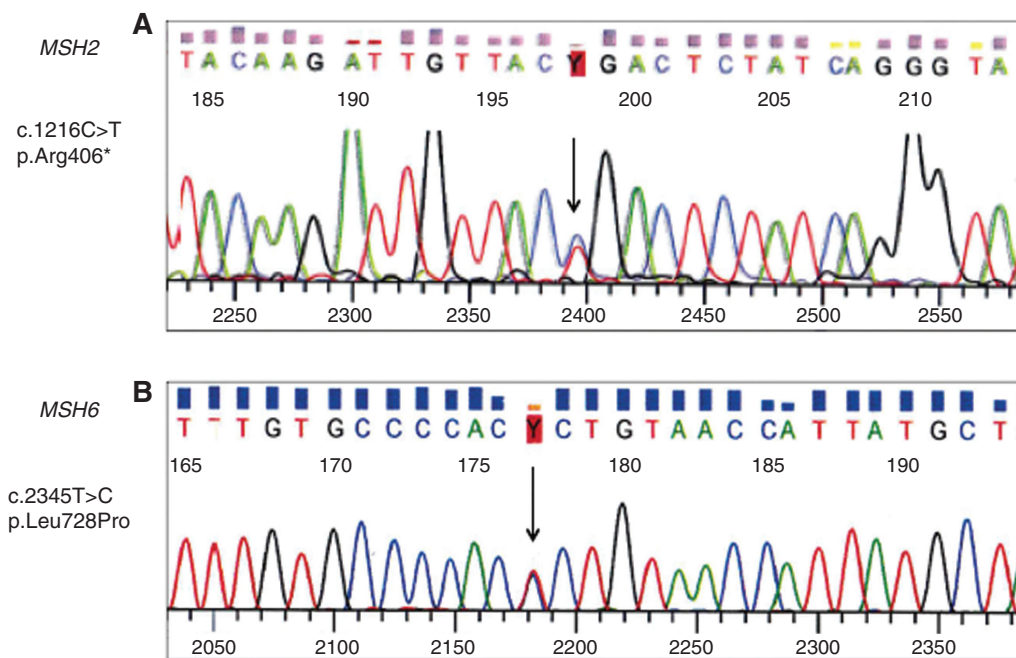 A
MSH2
T A C A A G A T T G T T A C Y G A C T C T A T C A G G G T A
185 190 195 200 205 210
c.1216C>T
p.Arg406*
2250 2300 2350 2400 2450 2500 2550
B
MSH6
T T T G T G C C C C A C Y C T G T A A C C A T T A T G C T
165 170 175 180 185 190
c.2345T>C
p.Leu728Pro
2050 2100 2150 2200 2250 2300 2350